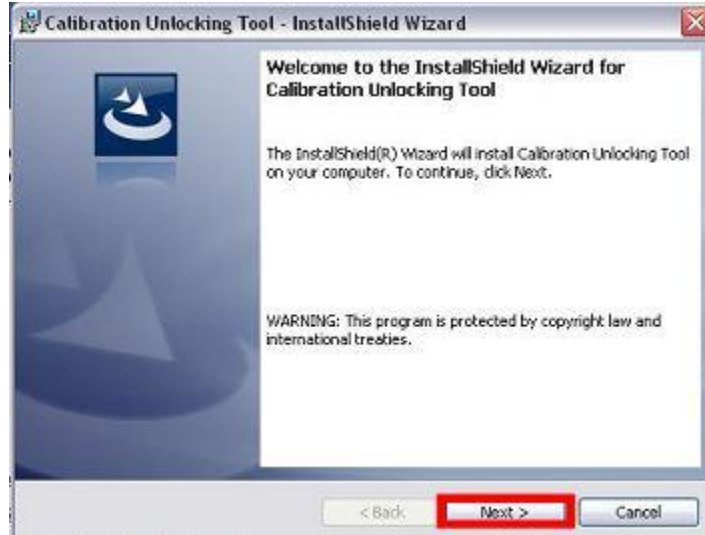 Calibration Unlocking Tool - InstallShield Wizard
Welcome to the InstallShield Wizard for
Calibration Unlocking Tool
The InstallShield(R) Wizard will install Calibration Unlocking Tool
on your computer. To continue, click Next.
WARNING: This program is protected by copyright law and
international treaties.
< Back
Next >
Cancel